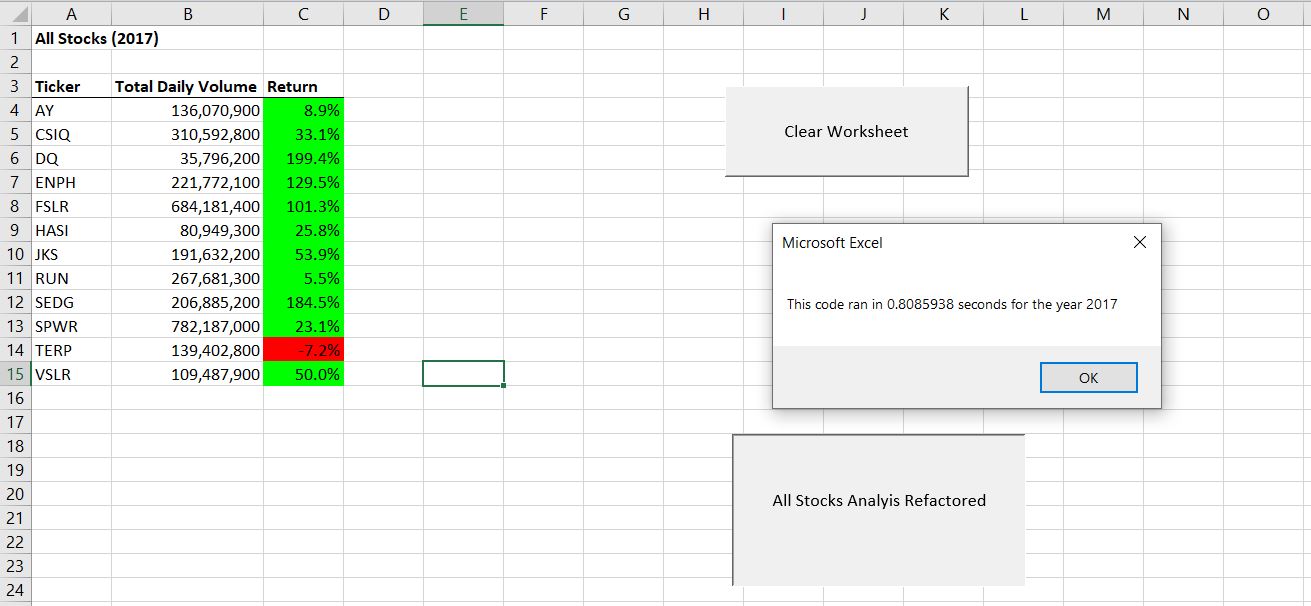 A B C D E F G H I J K L M N O
1 All Stocks (2017)
2
3 Ticker Total Daily Volume Return
4 AY 136,070,900 8.9%
5 CSIQ 310,592,800 33.1%
6 DQ 35,796,200 199.4%
7 ENPH 221,772,100 129.5%
8 FSLR 684,181,400 101.3%
9 HASI 80,949,300 25.8%
10 JKS 191,632,200 53.9%
11 RUN 267,681,300 5.5%
12 SEDG 206,885,200 184.5%
13 SPWR 782,187,000 23.1%
14 TERP 139,402,800 -7.2%
15 VSLR 109,487,900 50.0%
16
17
18
19
20
21
22
23
24
Clear Worksheet
Microsoft Excel
This code ran in 0.8085938 seconds for the year 2017
OK
All Stocks Analyis Refactored